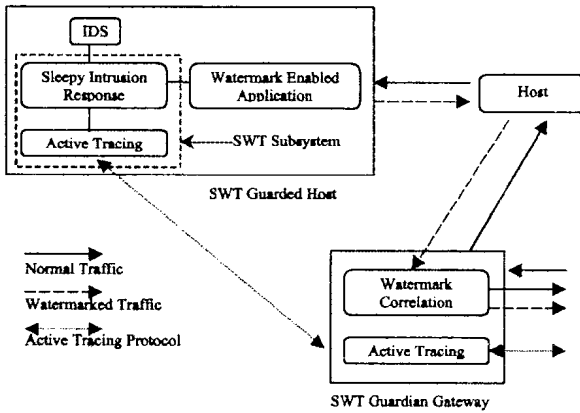 IDS
Sleepy Intrusion
Response
Watermark Enabled
Application
Host
Active Tracing
SWT Subsystem
SWT Guarded Host
Normal Traffic
Watermarked Traffic
Active Tracing Protocol
Watermark
Correlation
Active Tracing
SWT Guardian Gateway